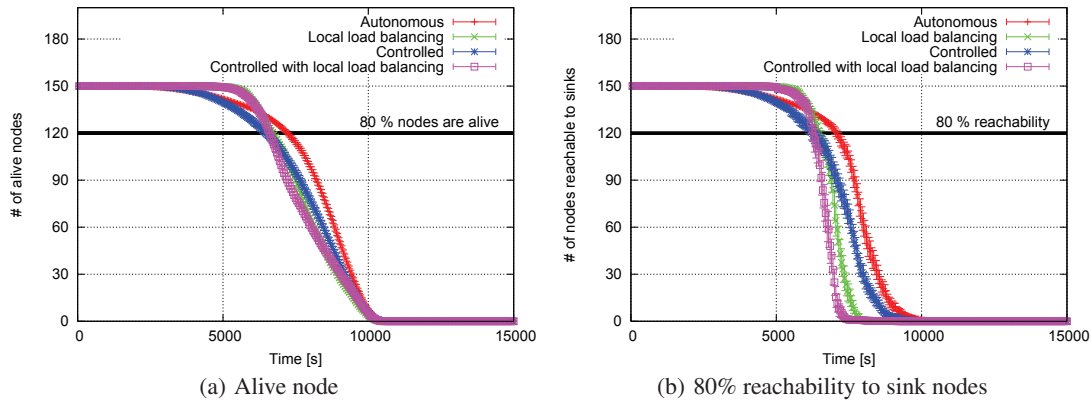 Autonomous
Local load balancing
Controlled
Controlled with local load balancing
80 % nodes are alive
# of alive nodes
180
150
120
90
60
30
0
0 5000 10000 15000
Time [s]
(a) Alive node
Autonomous
Local load balancing
Controlled
Controlled with local load balancing
80 % reachability
# of nodes reachable to sinks
180
150
120
90
60
30
0
0 5000 10000 15000
Time [s]
(b) 80% reachability to sink nodes